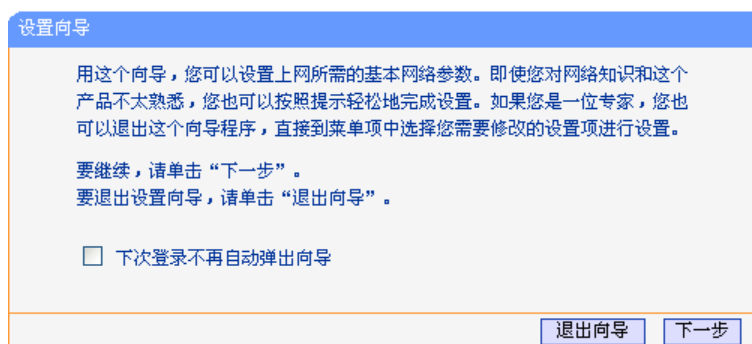 设置向导
用这个向导，您可以设置上网所需的基本网络参数。即使您对网络知识和这个
产品不太熟悉，您也可以按照提示轻松地完成设置。如果您是一位专家，您也
可以退出这个向导程序，直接到菜单项中选择您需要修改的设置项进行设置。
要继续，请单击“下一步”。
要退出设置向导，请单击“退出向导”。
下次登录不再自动弹出向导
退出向导 下一步